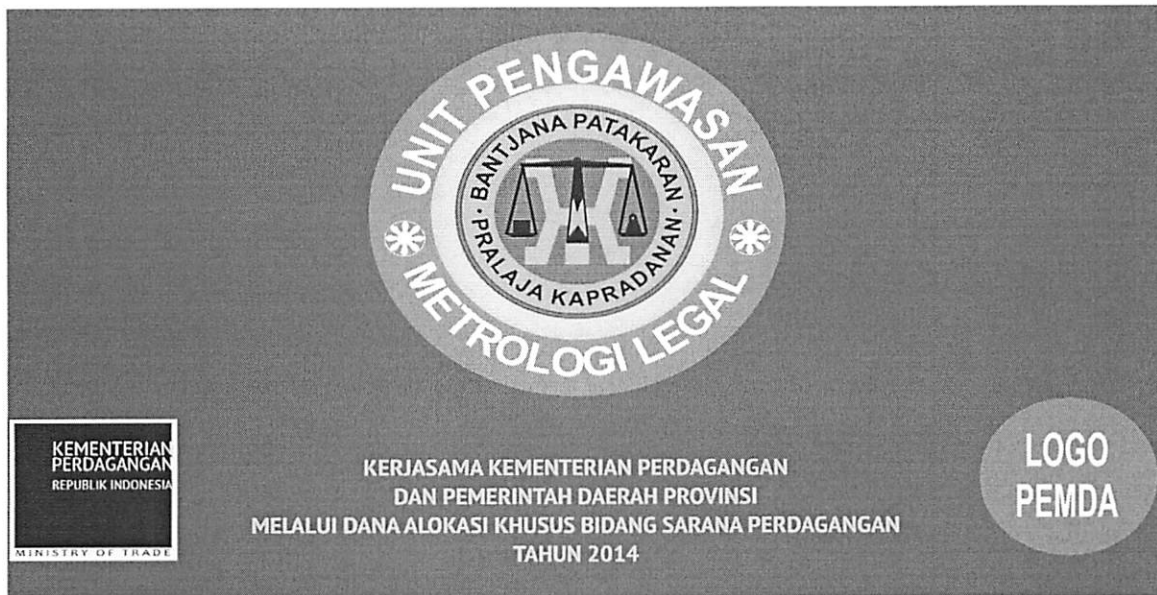 UNIT PENGAWASAN
METROLOGI LEGAL
BANTJANA PATAKARAN
PRALAJA KAPRADANAN
KEMENTERIAN
PERDAGANGAN
REPUBLIK INDONESIA
MINISTRY OF TRADE
KERJASAMA KEMENTERIAN PERDAGANGAN
DAN PEMERINTAH DAERAH PROVINSI
MELALUI DANA ALOKASI KHUSUS BIDANG SARANA PERDAGANGAN
TAHUN 2014
LOGO
PEMDA